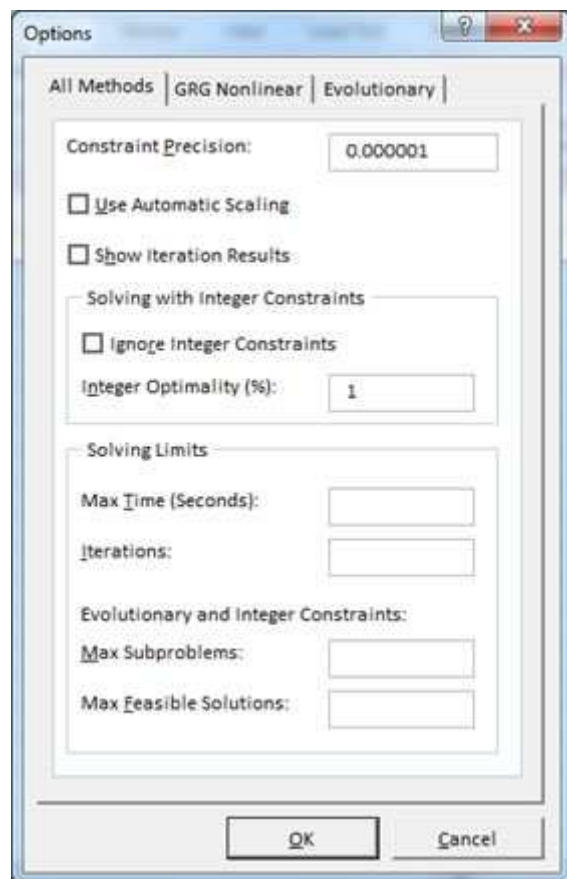 Options
?
All Methods GRG Nonlinear Evolutionary
Constraint Precision: 0.000001
Use Automatic Scaling
Show Iteration Results
Solving with Integer Constraints
Ignore Integer Constraints
Integer Optimality (%): 1
Solving Limits
Max Time (Seconds):
Iterations:
Evolutionary and Integer Constraints:
Max Subproblems:
Max Feasible Solutions:
OK Cancel